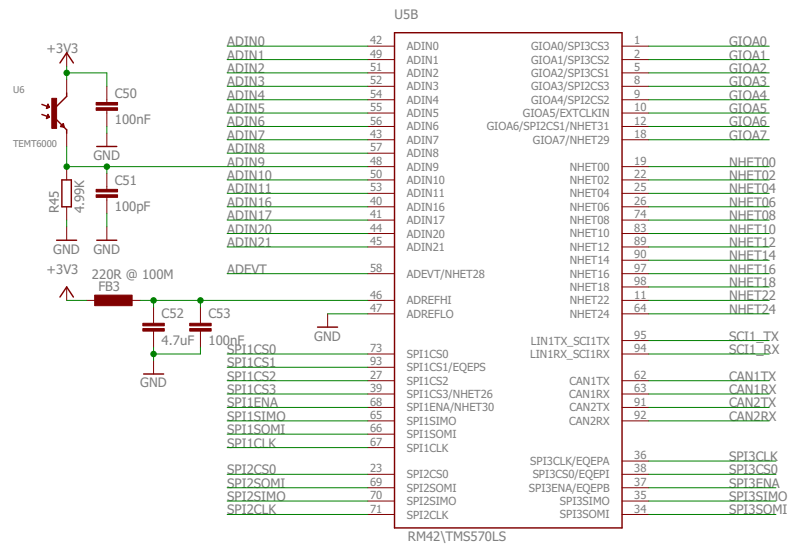 U5B
+3V3
U6
TEMT6000
C50
100nF
GND
R45
4.99K
C51
100pF
GND
GND
+3V3
220R @ 100M
FB3
C52
4.7uF
C53
100nF
GND
GND
ADIN0 42 ADIN0
ADIN1 49 ADIN1
ADIN2 51 ADIN2
ADIN3 52 ADIN3
ADIN4 54 ADIN4
ADIN5 55 ADIN5
ADIN6 56 ADIN6
ADIN7 43 ADIN7
ADIN8 57 ADIN8
ADIN9 48 ADIN9
ADIN10 50 ADIN10
ADIN11 53 ADIN11
ADIN16 40 ADIN16
ADIN17 41 ADIN17
ADIN20 44 ADIN20
ADIN21 45 ADIN21
ADEVT 58 ADEVT/NHET28
46 ADREFHI
47 ADREFLO
SPI1CS0 73 SPI1CS0
SPI1CS1 93 SPI1CS1/EQEPS
SPI1CS2 27 SPI1CS2
SPI1CS3 39 SPI1CS3/NHET26
SPI1ENA 68 SPI1ENA/NHET30
SPI1SIMO 65 SPI1SIMO
SPI1SOMI 66 SPI1SOMI
SPI1CLK 67 SPI1CLK
SPI2CS0 23 SPI2CS0
SPI2SOMI 69 SPI2SOMI
SPI2SIMO 70 SPI2SIMO
SPI2CLK 71 SPI2CLK
GIOA0/SPI3CS3 1 GIOA0
GIOA1/SPI3CS2 2 GIOA1
GIOA2/SPI3CS1 5 GIOA2
GIOA3/SPI2CS3 8 GIOA3
GIOA4/SPI2CS2 9 GIOA4
GIOA5/EXTCLKIN 10 GIOA5
GIOA6/SPI2CS1/NHET31 12 GIOA6
GIOA7/NHET29 18 GIOA7
NHET00 19 NHET00
NHET02 22 NHET02
NHET04 25 NHET04
NHET06 26 NHET06
NHET08 74 NHET08
NHET10 83 NHET10
NHET12 89 NHET12
NHET14 90 NHET14
NHET16 97 NHET16
NHET18 98 NHET18
NHET22 11 NHET22
NHET24 64 NHET24
LIN1TX_SCI1TX 95 SCI1_TX
LIN1RX_SCI1RX 94 SCI1_RX
CAN1TX 62 CAN1TX
CAN1RX 63 CAN1RX
CAN2TX 91 CAN2TX
CAN2RX 92 CAN2RX
SPI3CLK/EQEPA 36 SPI3CLK
SPI3CS0/EQEPI 38 SPI3CS0
SPI3ENA/EQEPB 37 SPI3ENA
SPI3SIMO 35 SPI3SIMO
SPI3SOMI 34 SPI3SOMI
RM42\TMS570LS